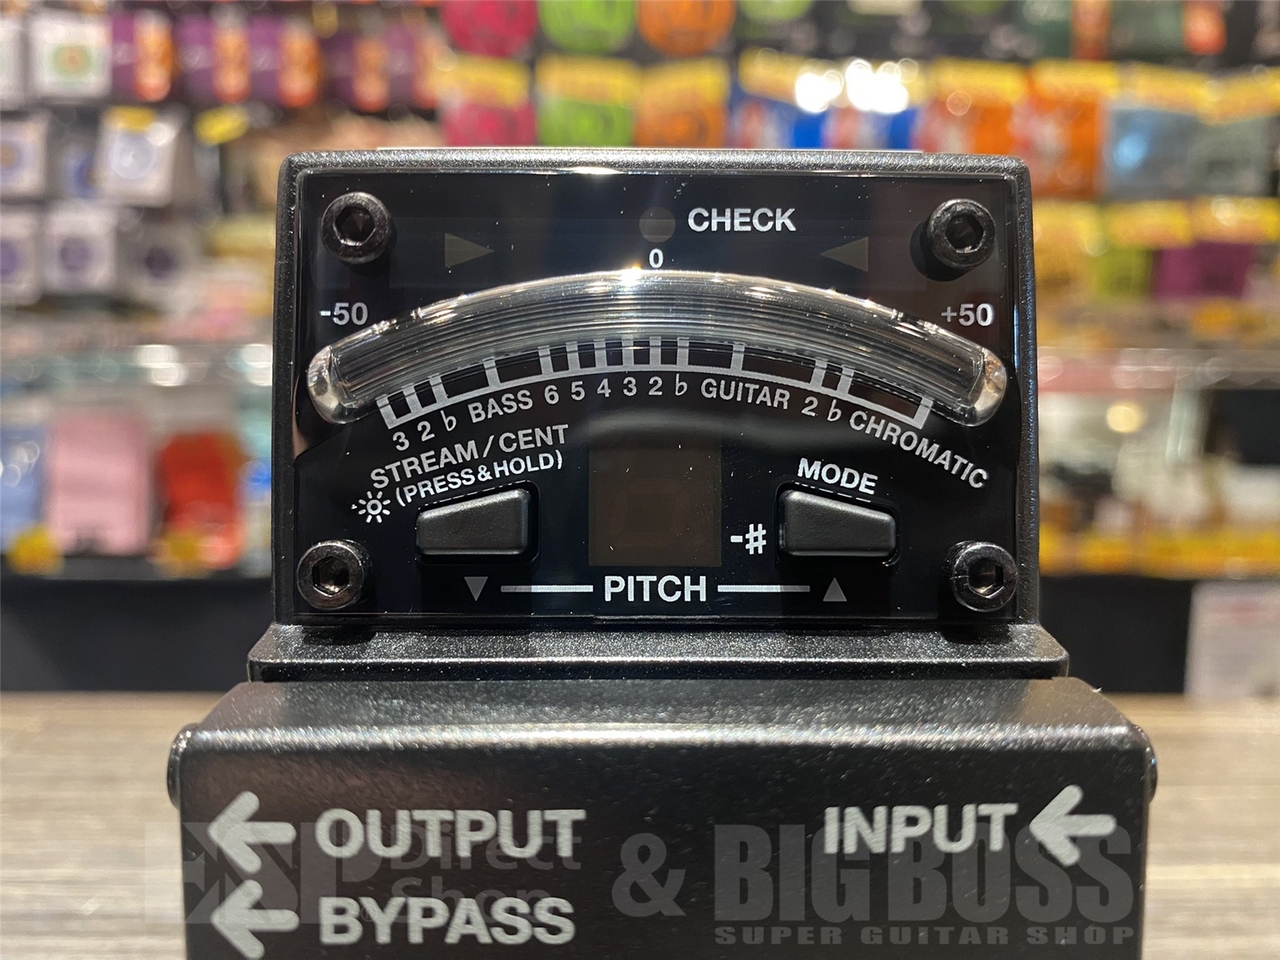 CHECK
0
-50
+50
3 2 ♭ BASS 6 5 4 3 2 ♭ GUITAR 2 ♭ CHROMATIC
STREAM/CENT
(PRESS&HOLD)
MODE
-#
▼ PITCH ▲
← OUTPUT
INPUT ←
← BYPASS
ESP Direct Shop & BIGBOSS
SUPER GUITAR SHOP